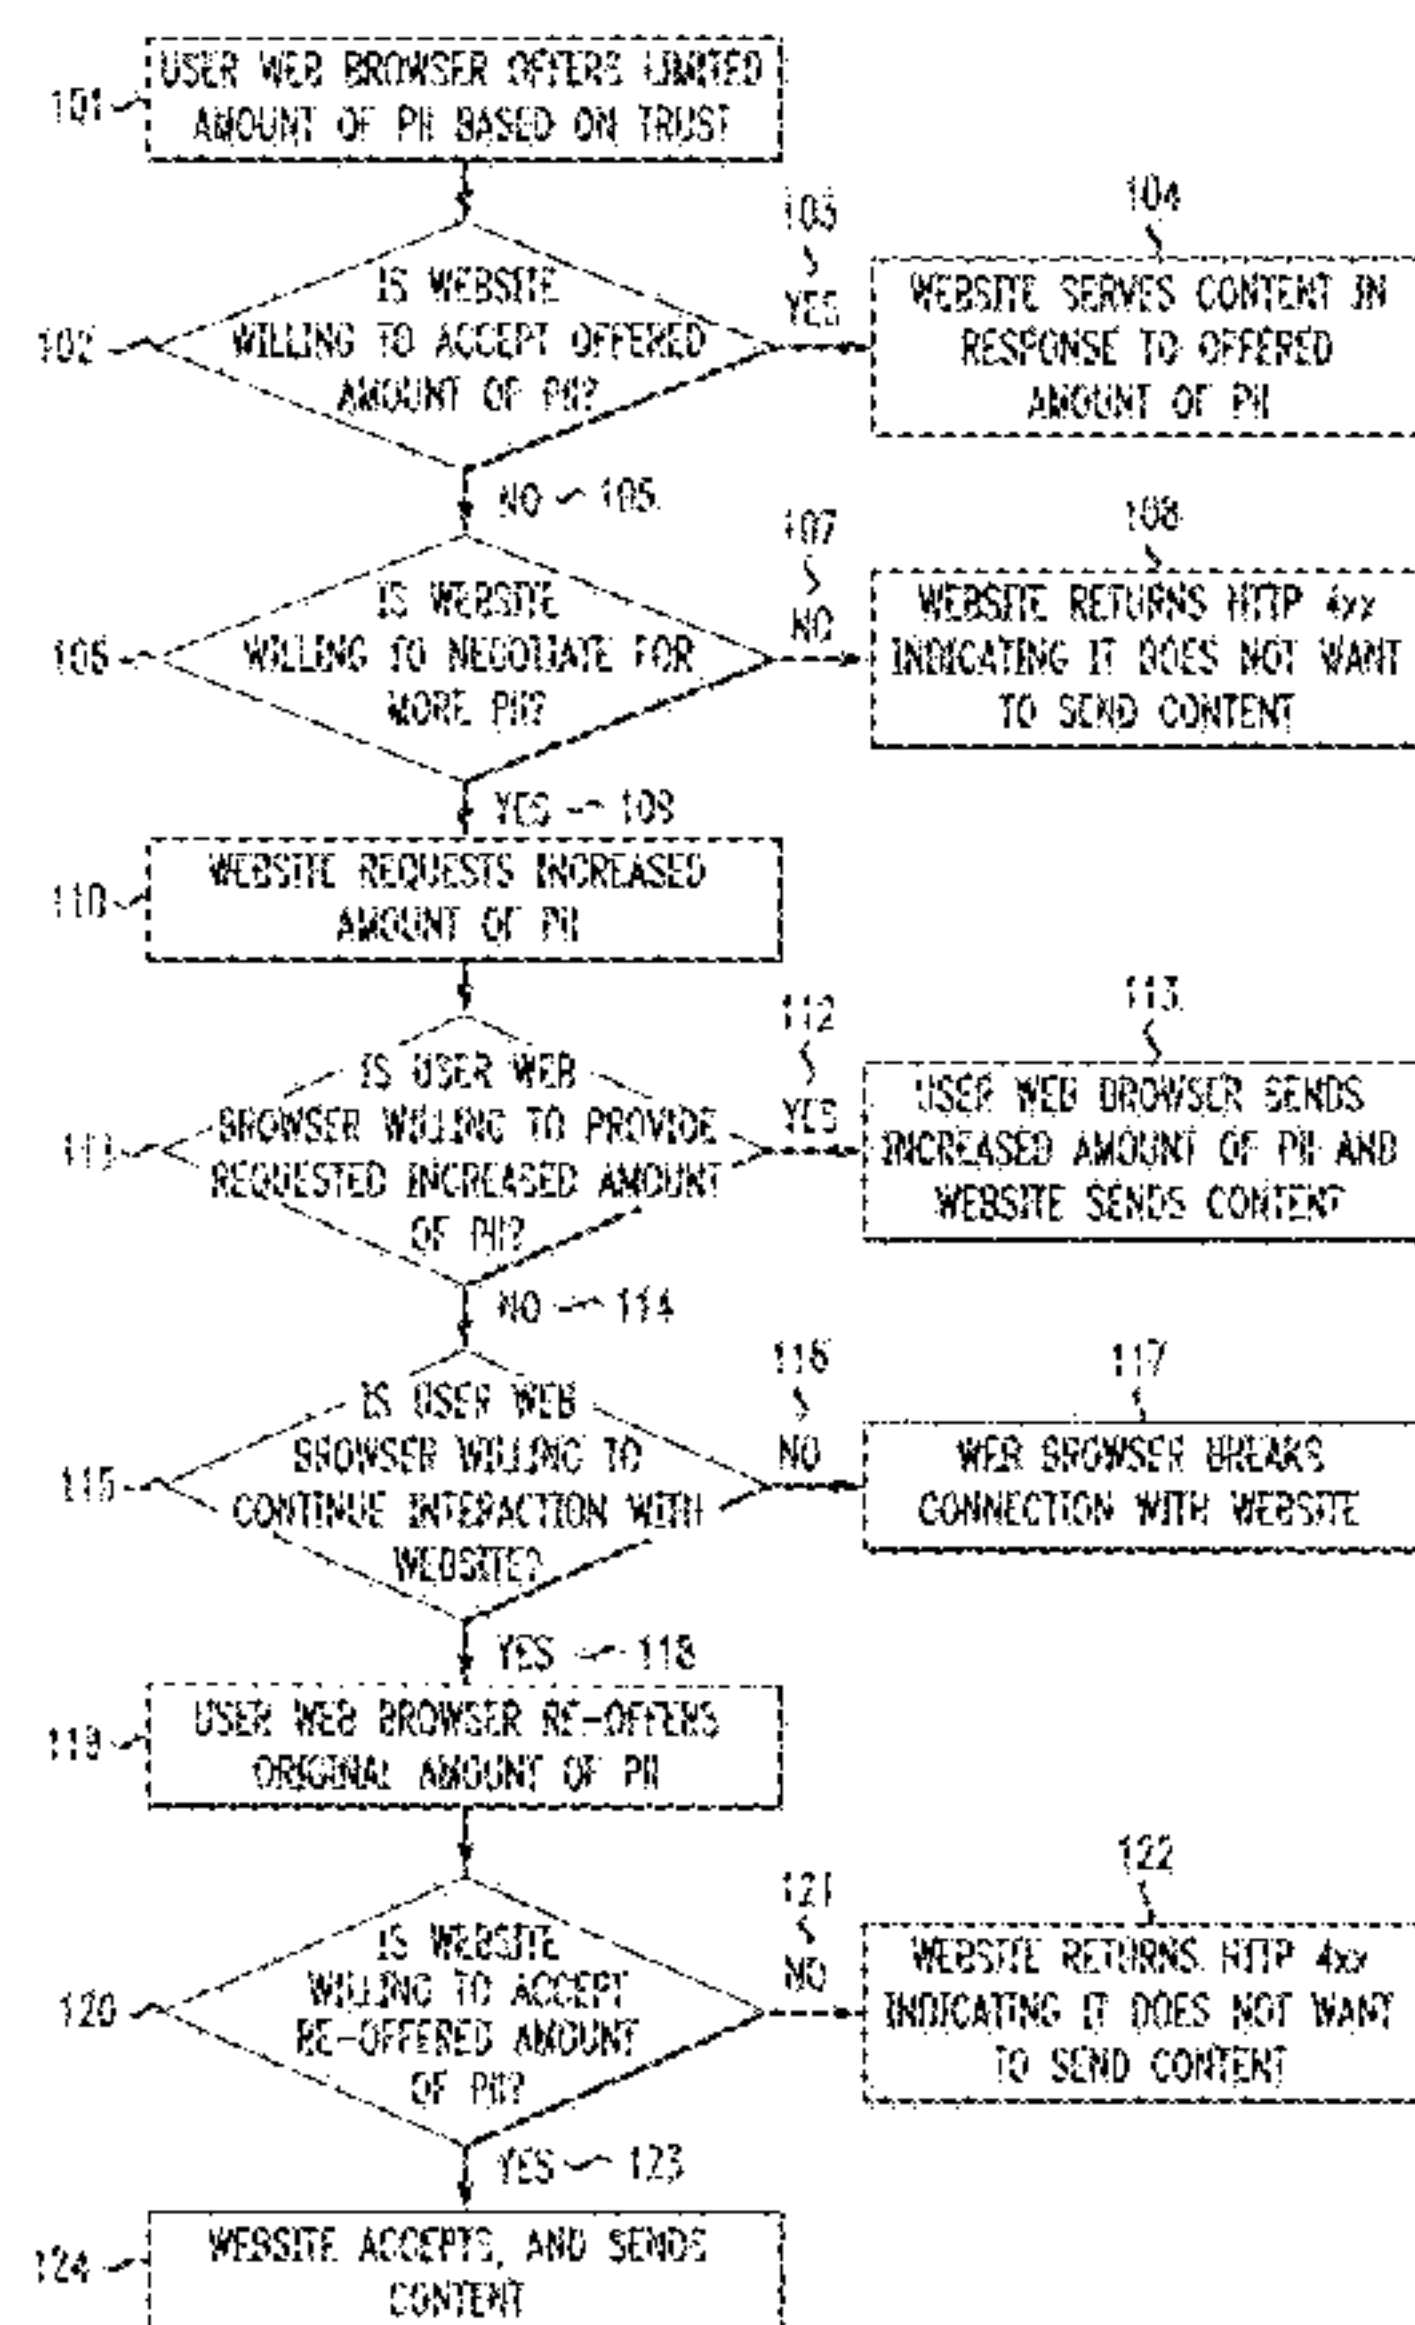 USER WEB BROWSER OFFERS LIMITED
AMOUNT OF PII BASED ON TRUST
101
IS WEBSITE
WILLING TO ACCEPT OFFERED
AMOUNT OF PII?
102
103
YES
104
WEBSITE SERVES CONTENT IN
RESPONSE TO OFFERED
AMOUNT OF PII
NO 105
IS WEBSITE
WILLING TO NEGOTIATE FOR
MORE PII?
106
107
NO
108
WEBSITE RETURNS HTTP 4xx
INDICATING IT DOES NOT WANT
TO SEND CONTENT
YES 109
WEBSITE REQUESTS INCREASED
AMOUNT OF PII
110
IS USER WEB
BROWSER WILLING TO PROVIDE
REQUESTED INCREASED AMOUNT
OF PII?
111
112
YES
113
USER WEB BROWSER SENDS
INCREASED AMOUNT OF PII AND
WEBSITE SENDS CONTENT
NO 114
IS USER WEB
BROWSER WILLING TO
CONTINUE INTERACTION WITH
WEBSITE?
115
116
NO
117
WEB BROWSER BREAKS
CONNECTION WITH WEBSITE
YES 118
USER WEB BROWSER RE-OFFERS
ORIGINAL AMOUNT OF PII
119
IS WEBSITE
WILLING TO ACCEPT
RE-OFFERED AMOUNT
OF PII?
120
121
NO
122
WEBSITE RETURNS HTTP 4xx
INDICATING IT DOES NOT WANT
TO SEND CONTENT
YES 123
WEBSITE ACCEPTS, AND SENDS
CONTENT
124